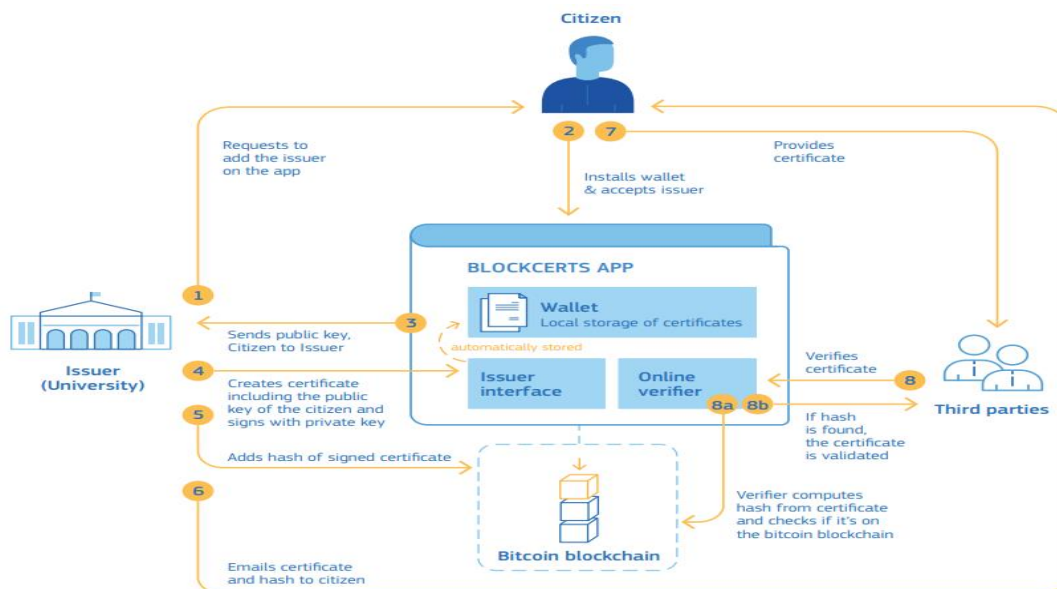 Citizen
2
7
Requests to
add the issuer
on the app
Provides
certificate
Installs wallet
& accepts issuer
BLOCKCERTS APP
1
Wallet
Local storage of certificates
3
Sends public key,
Citizen to Issuer
automatically stored
Issuer
(University)
4
Issuer
interface
Online
verifier
Verifies
certificate
8
Third parties
Creates certificate
including the public
key of the citizen and
signs with private key
5
8a
8b
If hash
is found,
the certificate
is validated
Adds hash of signed certificate
6
Verifier computes
hash from certificate
and checks if it's on
the bitcoin blockchain
Bitcoin blockchain
Emails certificate
and hash to citizen